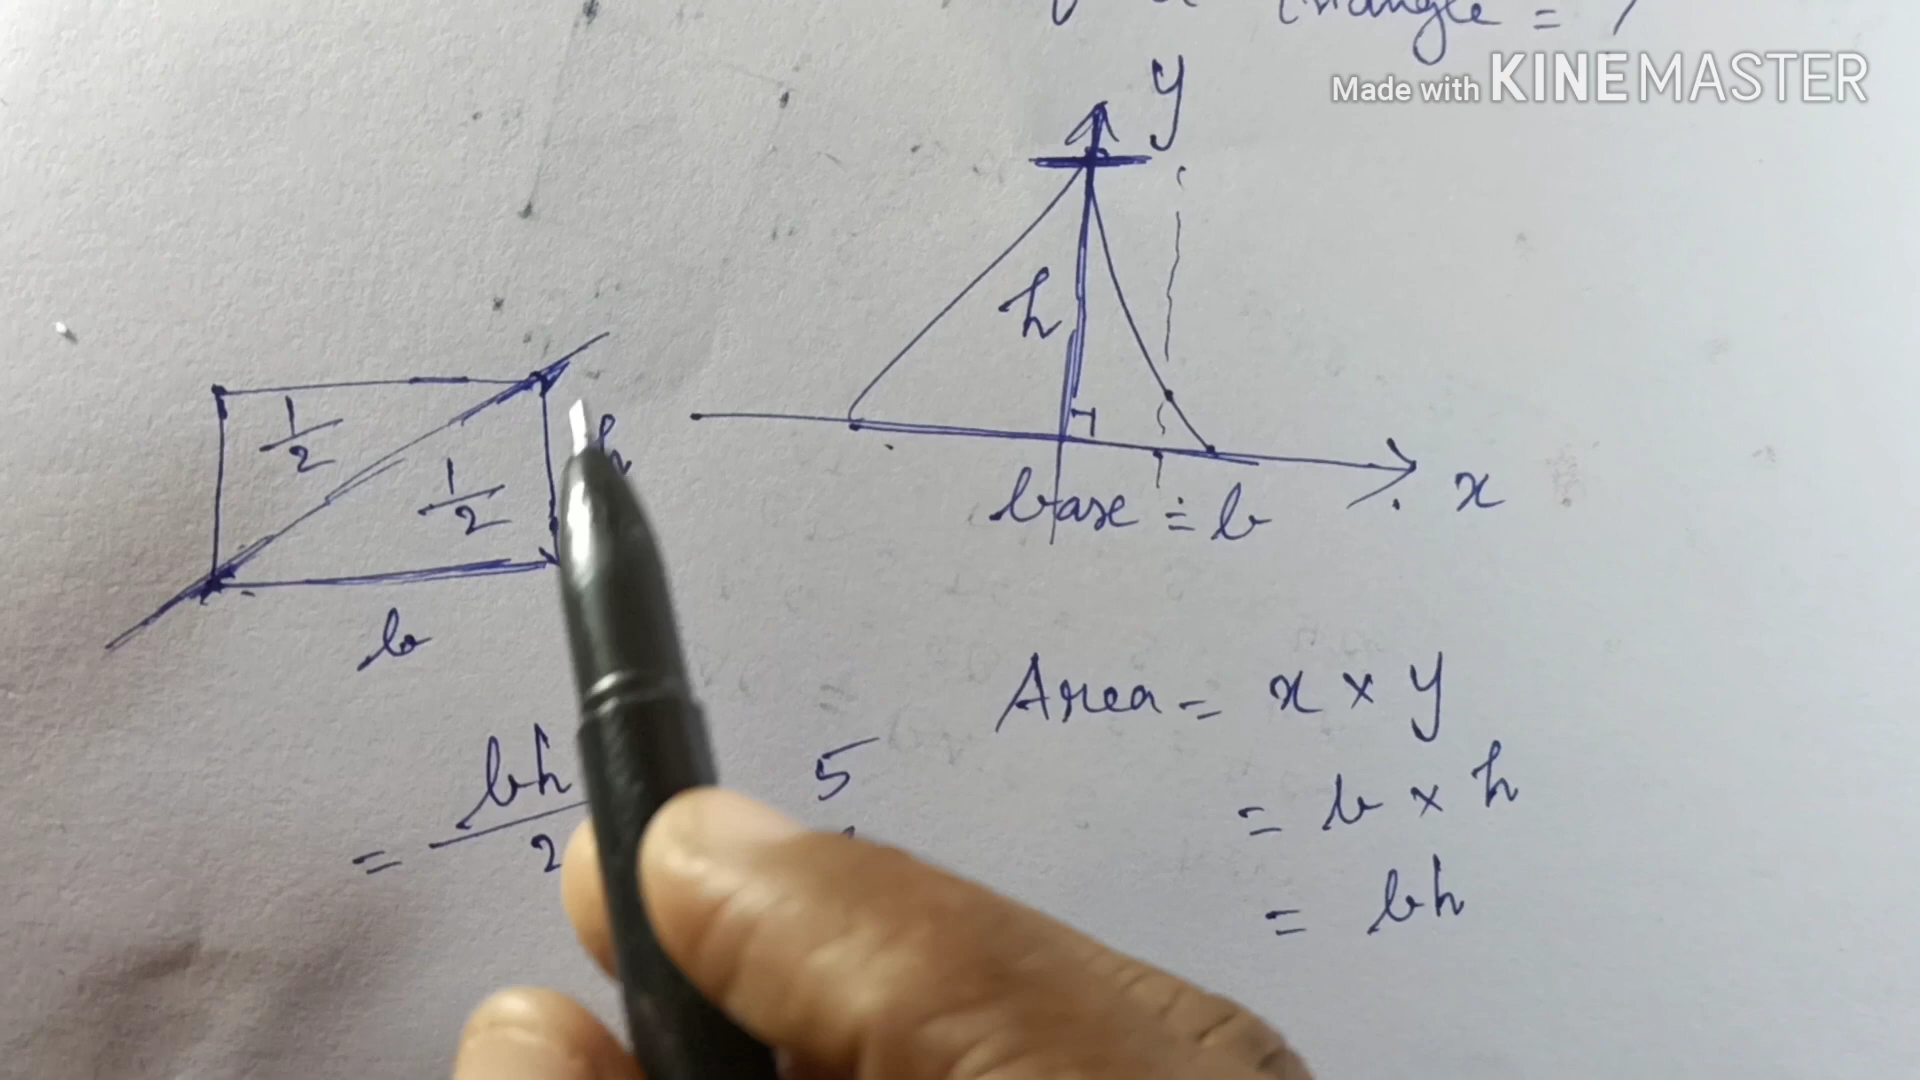 triangle = ?
Made with KINEMASTER
y
h
1/2
1/2
h
x
base = b
b
Area = x × y
bh/2
=
5
= b × h
= bh